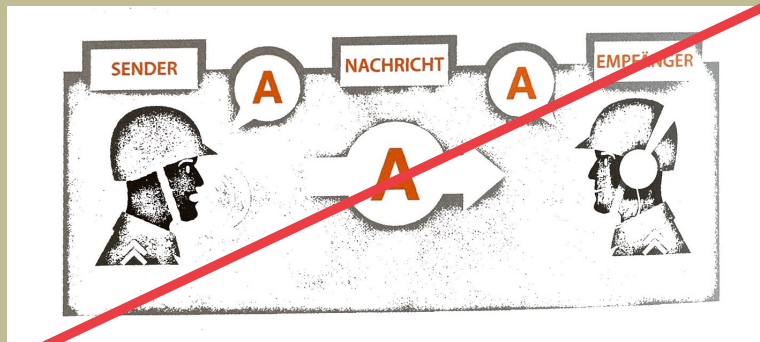 SENDER
A
NACHRICHT
A
EMPFÄNGER
A